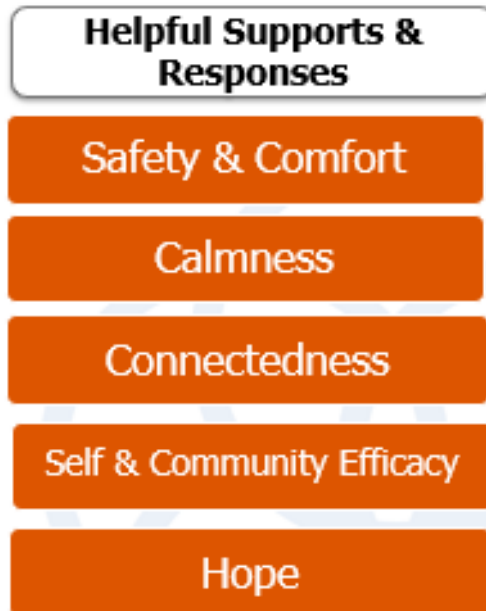 Helpful Supports &
Responses
Safety & Comfort
Calmness
Connectedness
Self & Community Efficacy
Hope